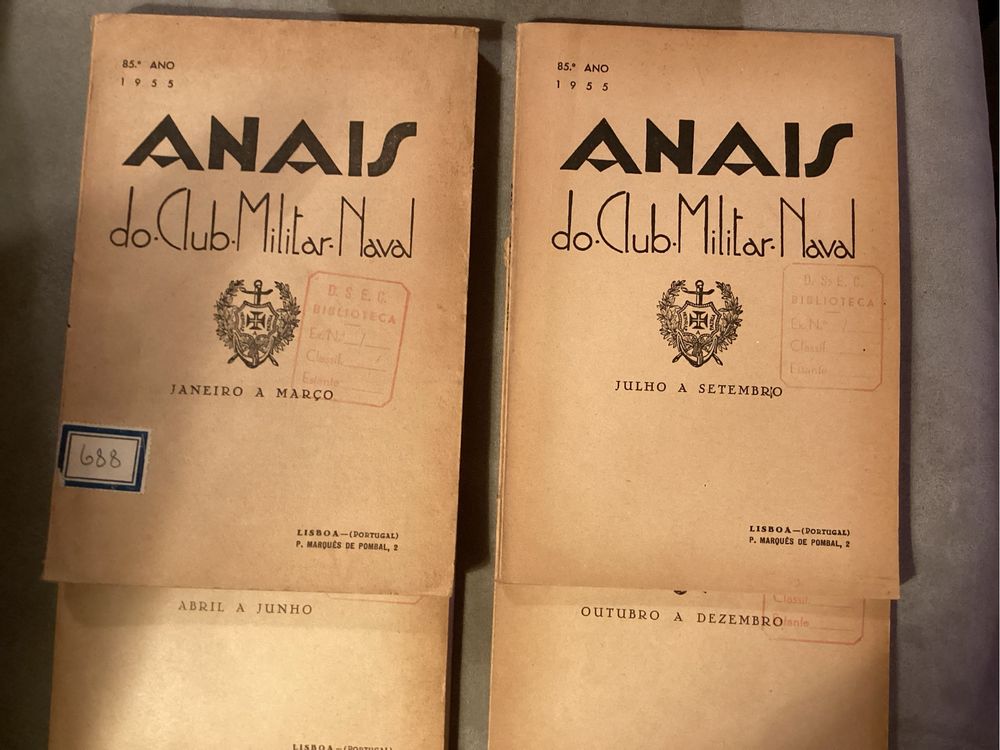 85.º ANO
1955
ANAIS
do·Club·Militar·Naval
D. S. E. C.
BIBLIOTECA
Ex. N.º
Classif.
Estante
JANEIRO A MARÇO
688
LISBOA—(PORTUGAL)
P. MARQUÊS DE POMBAL, 2
ABRIL A JUNHO
LISBOA—(PORTUGAL)
85.º ANO
1955
ANAIS
do·Club·Militar·Naval
D. S. E. C.
BIBLIOTECA
Ex. N.º
Classif.
Estante
JULHO A SETEMBRO
LISBOA—(PORTUGAL)
P. MARQUÊS DE POMBAL, 2
Classif.
OUTUBRO A DEZEMBRO
Estante